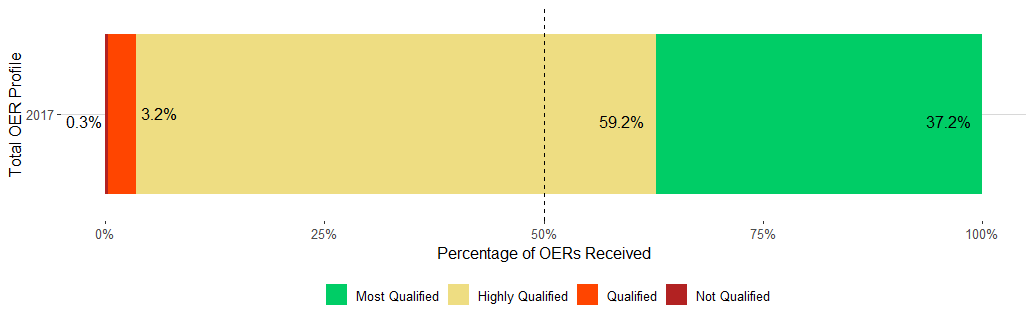 Total OER Profile
2017
0.3%
3.2%
59.2%
37.2%
0%
25%
50%
75%
100%
Percentage of OERs Received
Most Qualified
Highly Qualified
Qualified
Not Qualified